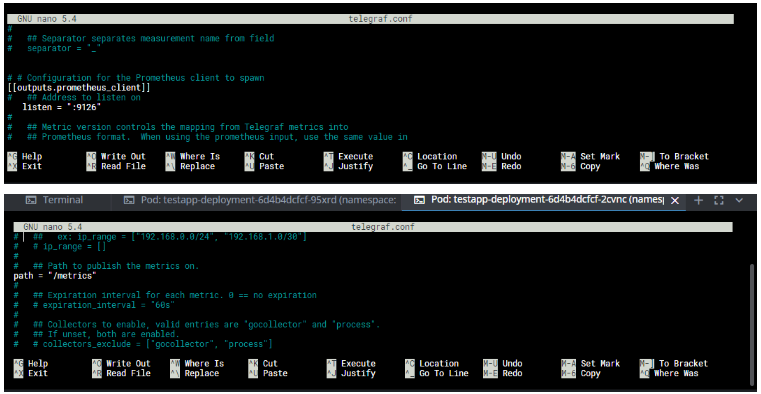 GNU nano 5.4 telegraf.conf
#
#   ## Separator separates measurement name from field
#   separator = "_"
# # Configuration for the Prometheus client to spawn
[[outputs.prometheus_client]]
#   ## Address to listen on
listen = ":9126"
#
#   ## Metric version controls the mapping from Telegraf metrics into
#   ## Prometheus format.  When using the prometheus input, use the same value in
^G Help ^O Write Out ^W Where Is ^K Cut ^T Execute ^C Location M-U Undo M-A Set Mark M-] To Bracket
^X Exit ^R Read File ^\ Replace ^U Paste ^J Justify ^_ Go To Line M-E Redo M-6 Copy ^Q Where Was
Terminal Pod: testapp-deployment-6d4b4dcfcf-95xrd (namespace: Pod: testapp-deployment-6d4b4dcfcf-2cvnc (names
GNU nano 5.4 telegraf.conf
#   ##   ex: ip_range = ["192.168.0.0/24", "192.168.1.0/30"]
#   # ip_range = []
#
#   ## Path to publish the metrics on.
path = "/metrics"
#
#   ## Expiration interval for each metric. 0 == no expiration
#   # expiration_interval = "60s"
#
#   ## Collectors to enable, valid entries are "gocollector" and "process".
#   ## If unset, both are enabled.
#   # collectors_exclude = ["gocollector", "process"]
^G Help ^O Write Out ^W Where Is ^K Cut ^T Execute ^C Location M-U Undo M-A Set Mark M-] To Bracket
^X Exit ^R Read File ^\ Replace ^U Paste ^J Justify ^_ Go To Line M-E Redo M-6 Copy ^Q Where Was